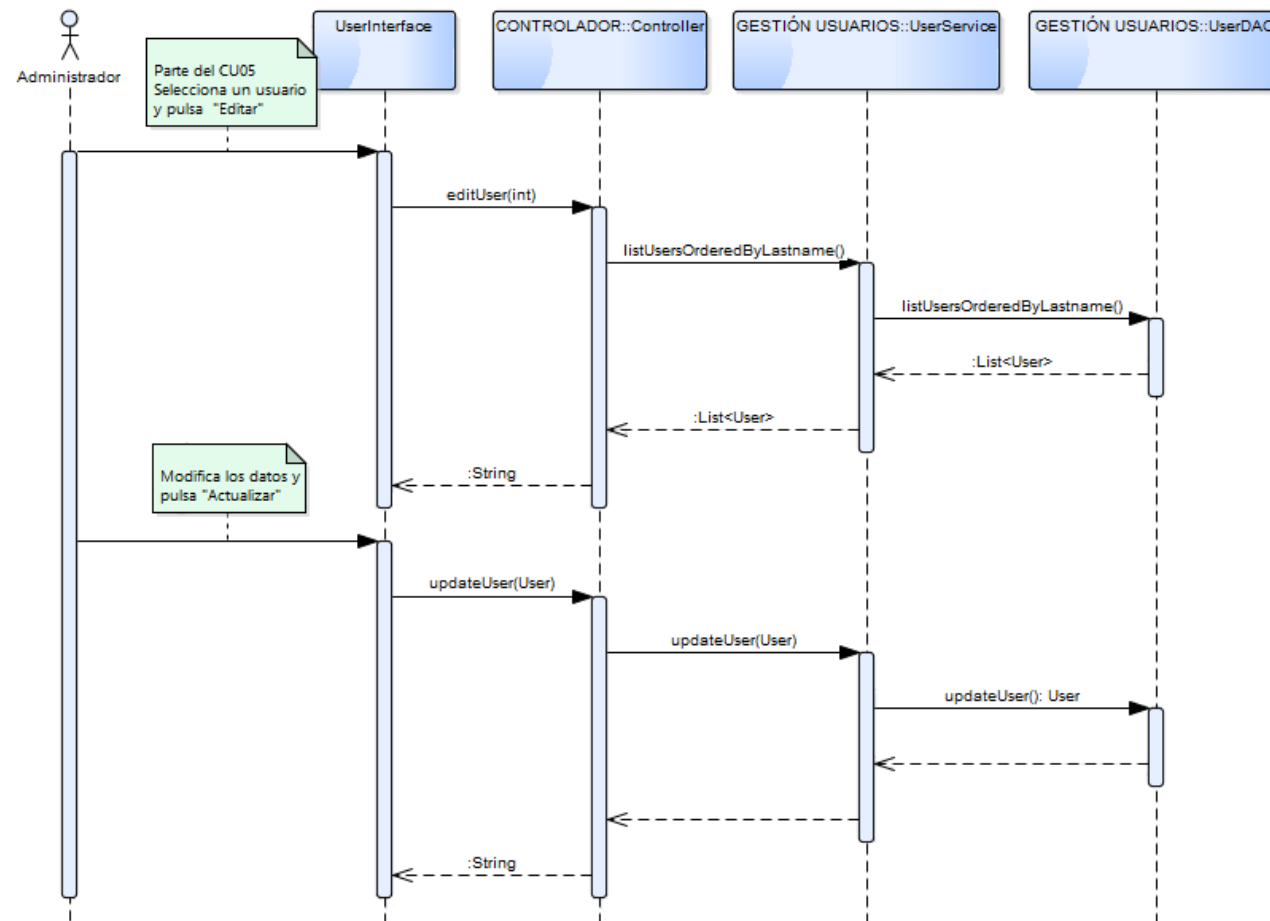 Administrador
UserInterface
CONTROLADOR::Controller
GESTIÓN USUARIOS::UserService
GESTIÓN USUARIOS::UserDAO
Parte del CU05
Selecciona un usuario
y pulsa "Editar"
editUser(int)
listUsersOrderedByLastname()
listUsersOrderedByLastname()
:List<User>
:List<User>
:String
Modifica los datos y
pulsa "Actualizar"
updateUser(User)
updateUser(User)
updateUser(): User
:String